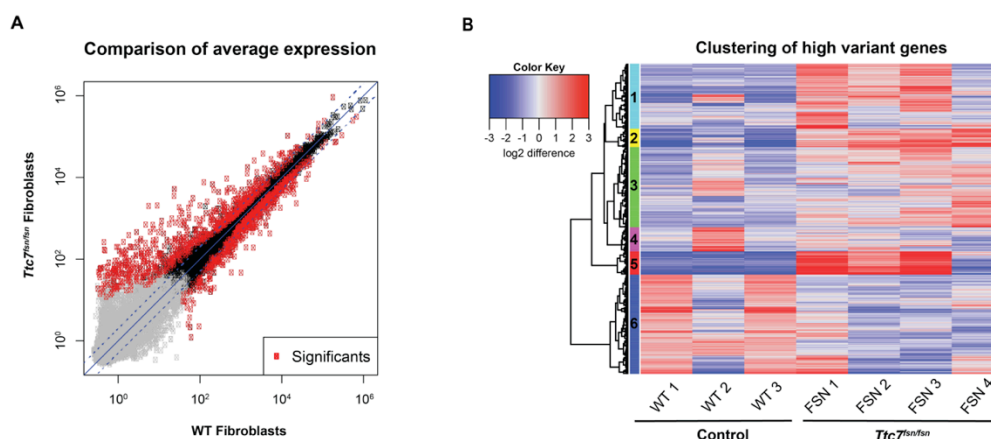 A
Comparison of average expression
Ttc7fsn/fsn Fibroblasts
10⁶
10⁴
10²
10⁰
Significants
10⁰ 10² 10⁴ 10⁶
WT Fibroblasts
B
Clustering of high variant genes
Color Key
-3 -2 -1 0 1 2 3
log2 difference
1
2
3
4
5
6
WT 1 WT 2 WT 3 FSN 1 FSN 2 FSN 3 FSN 4
Control Ttc7fsn/fsn